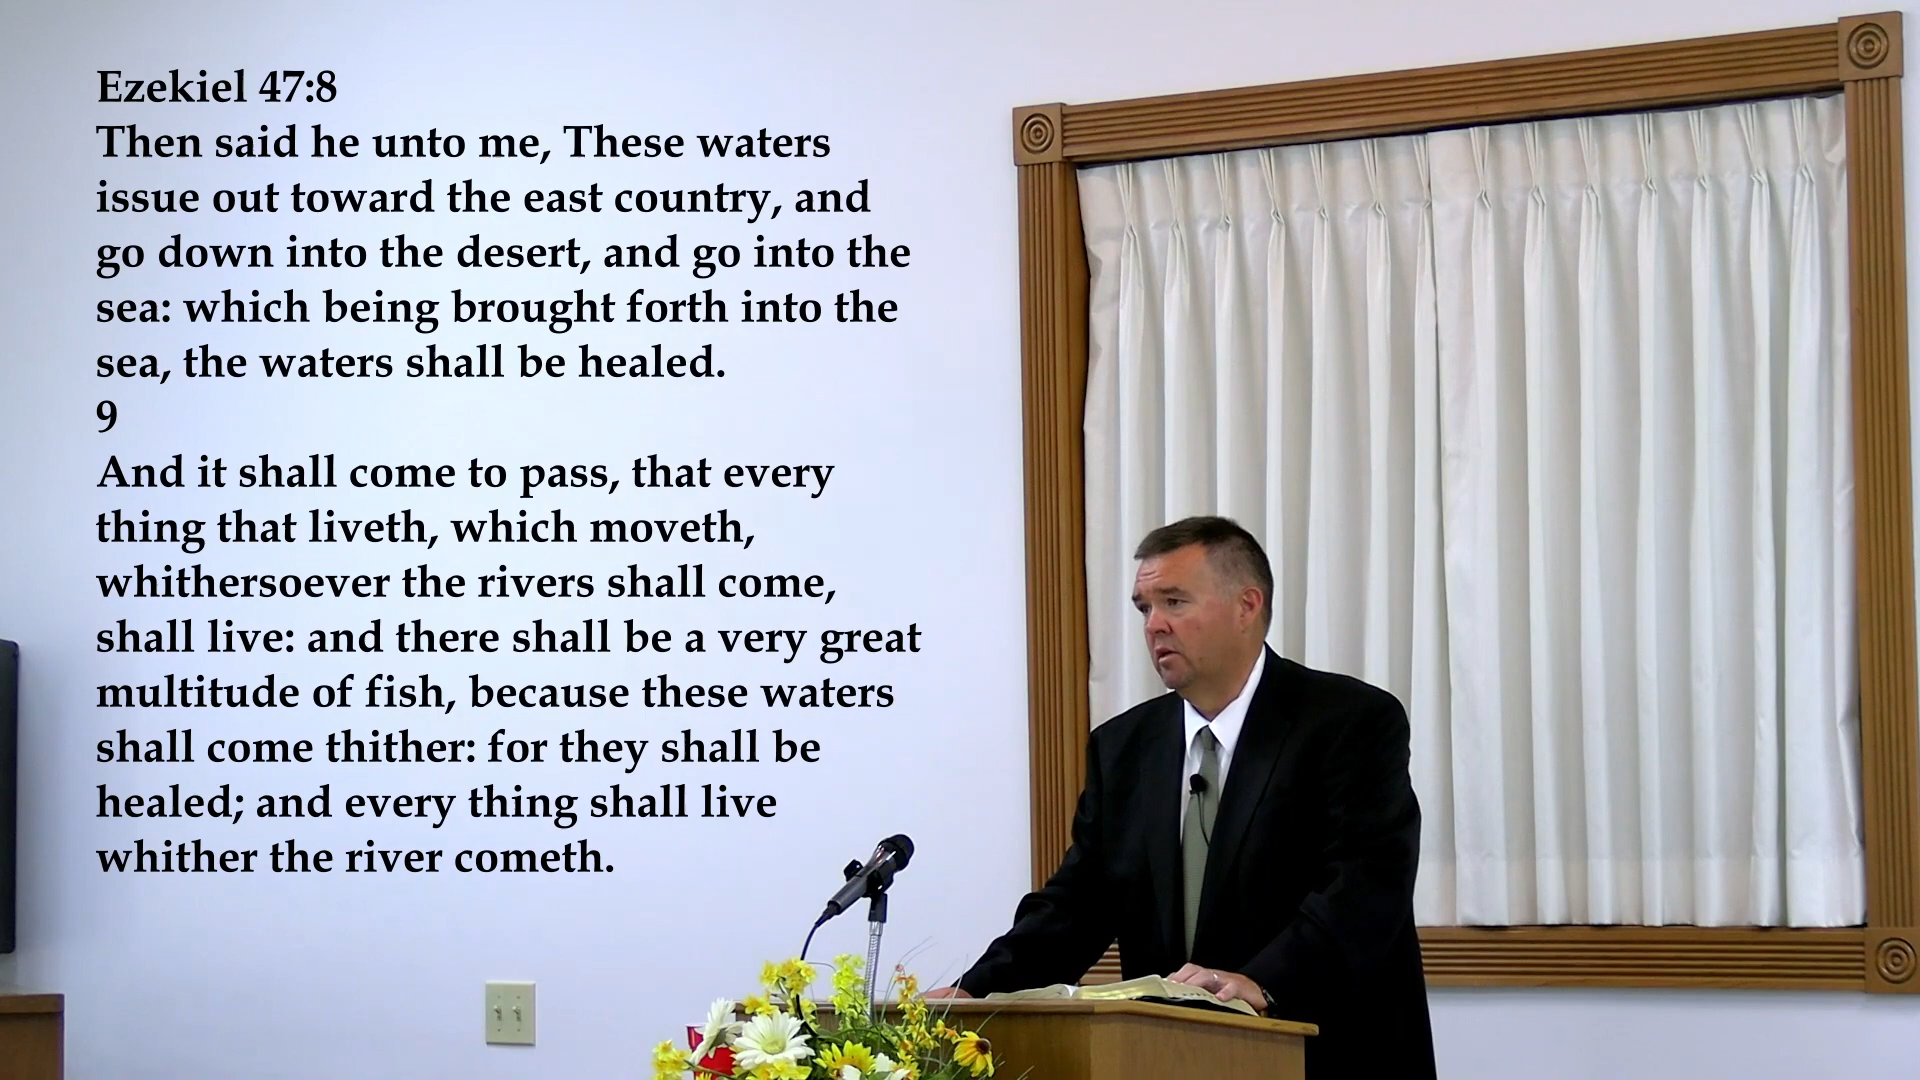 Ezekiel 47:8
Then said he unto me, These waters
issue out toward the east country, and
go down into the desert, and go into the
sea: which being brought forth into the
sea, the waters shall be healed.
9
And it shall come to pass, that every
thing that liveth, which moveth,
whithersoever the rivers shall come,
shall live: and there shall be a very great
multitude of fish, because these waters
shall come thither: for they shall be
healed; and every thing shall live
whither the river cometh.